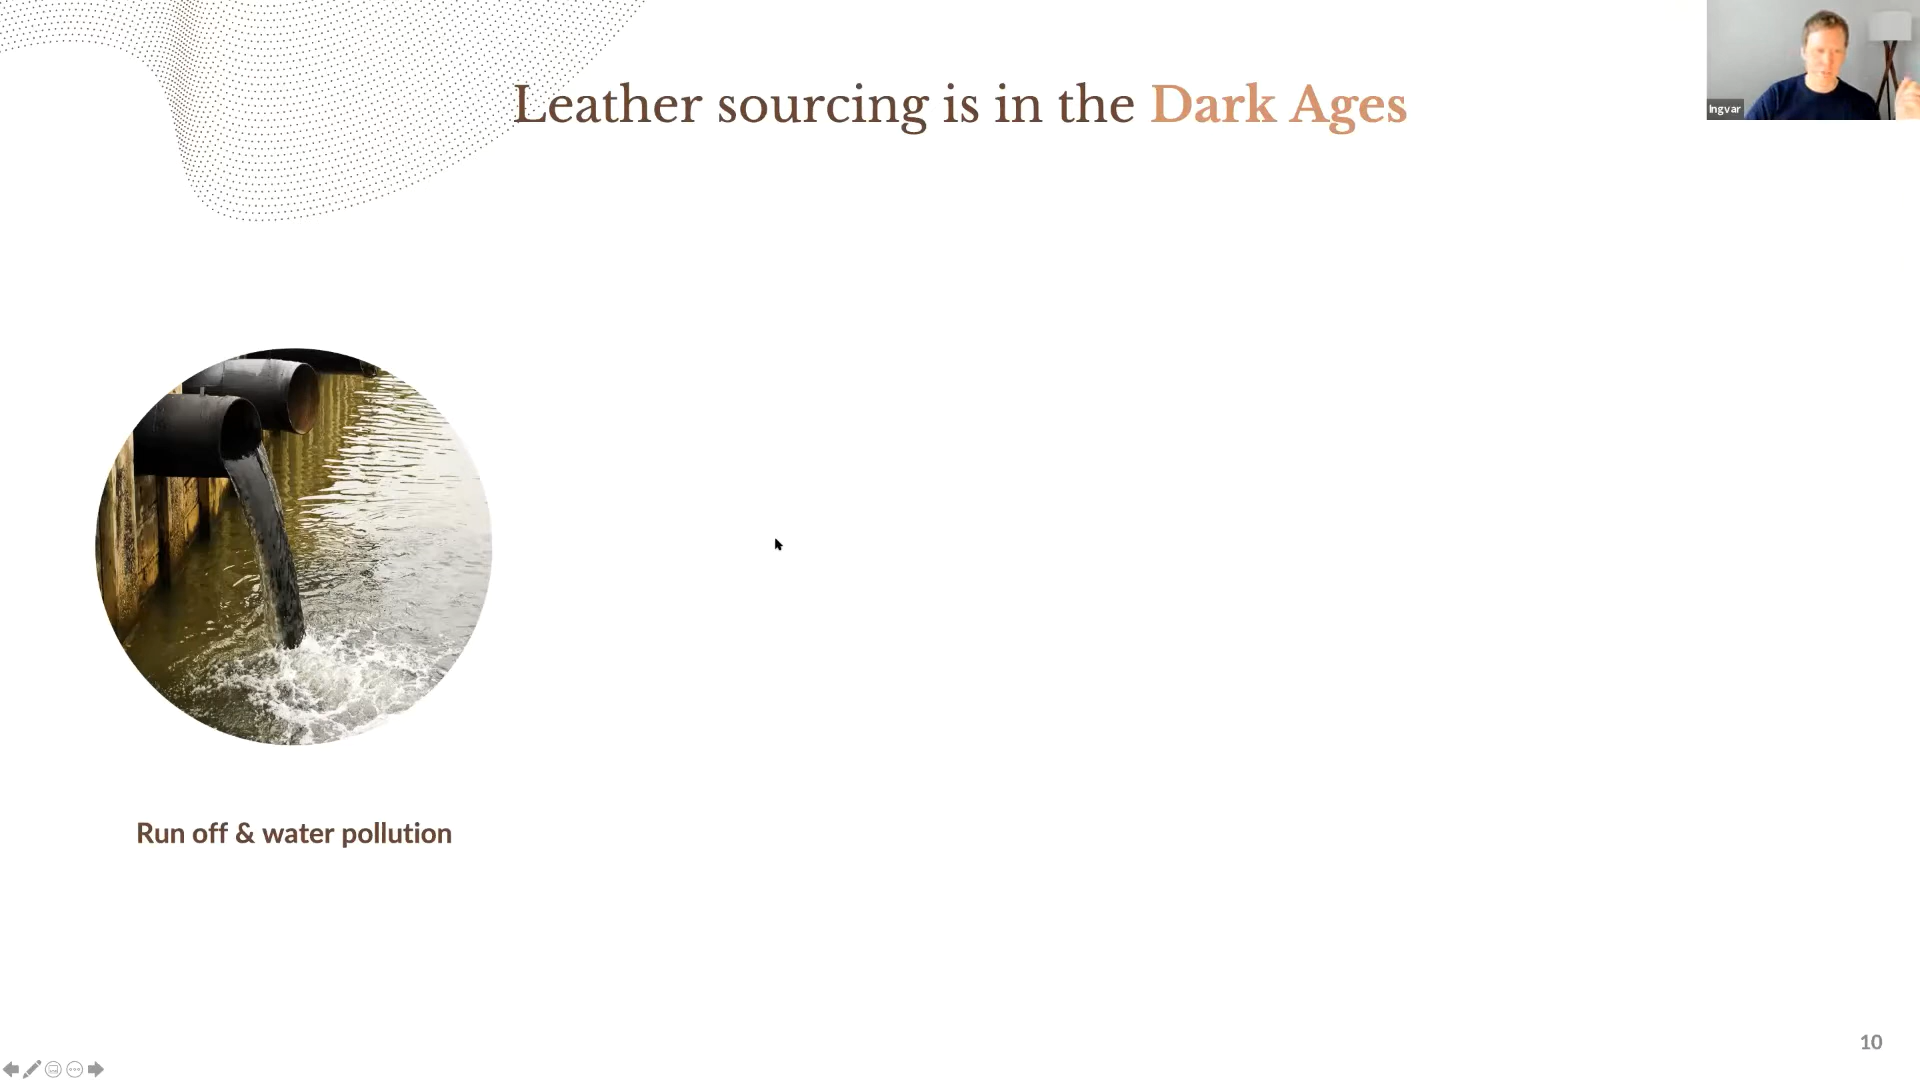 Leather sourcing is in the Dark Ages
Ingvar
Run off & water pollution
10